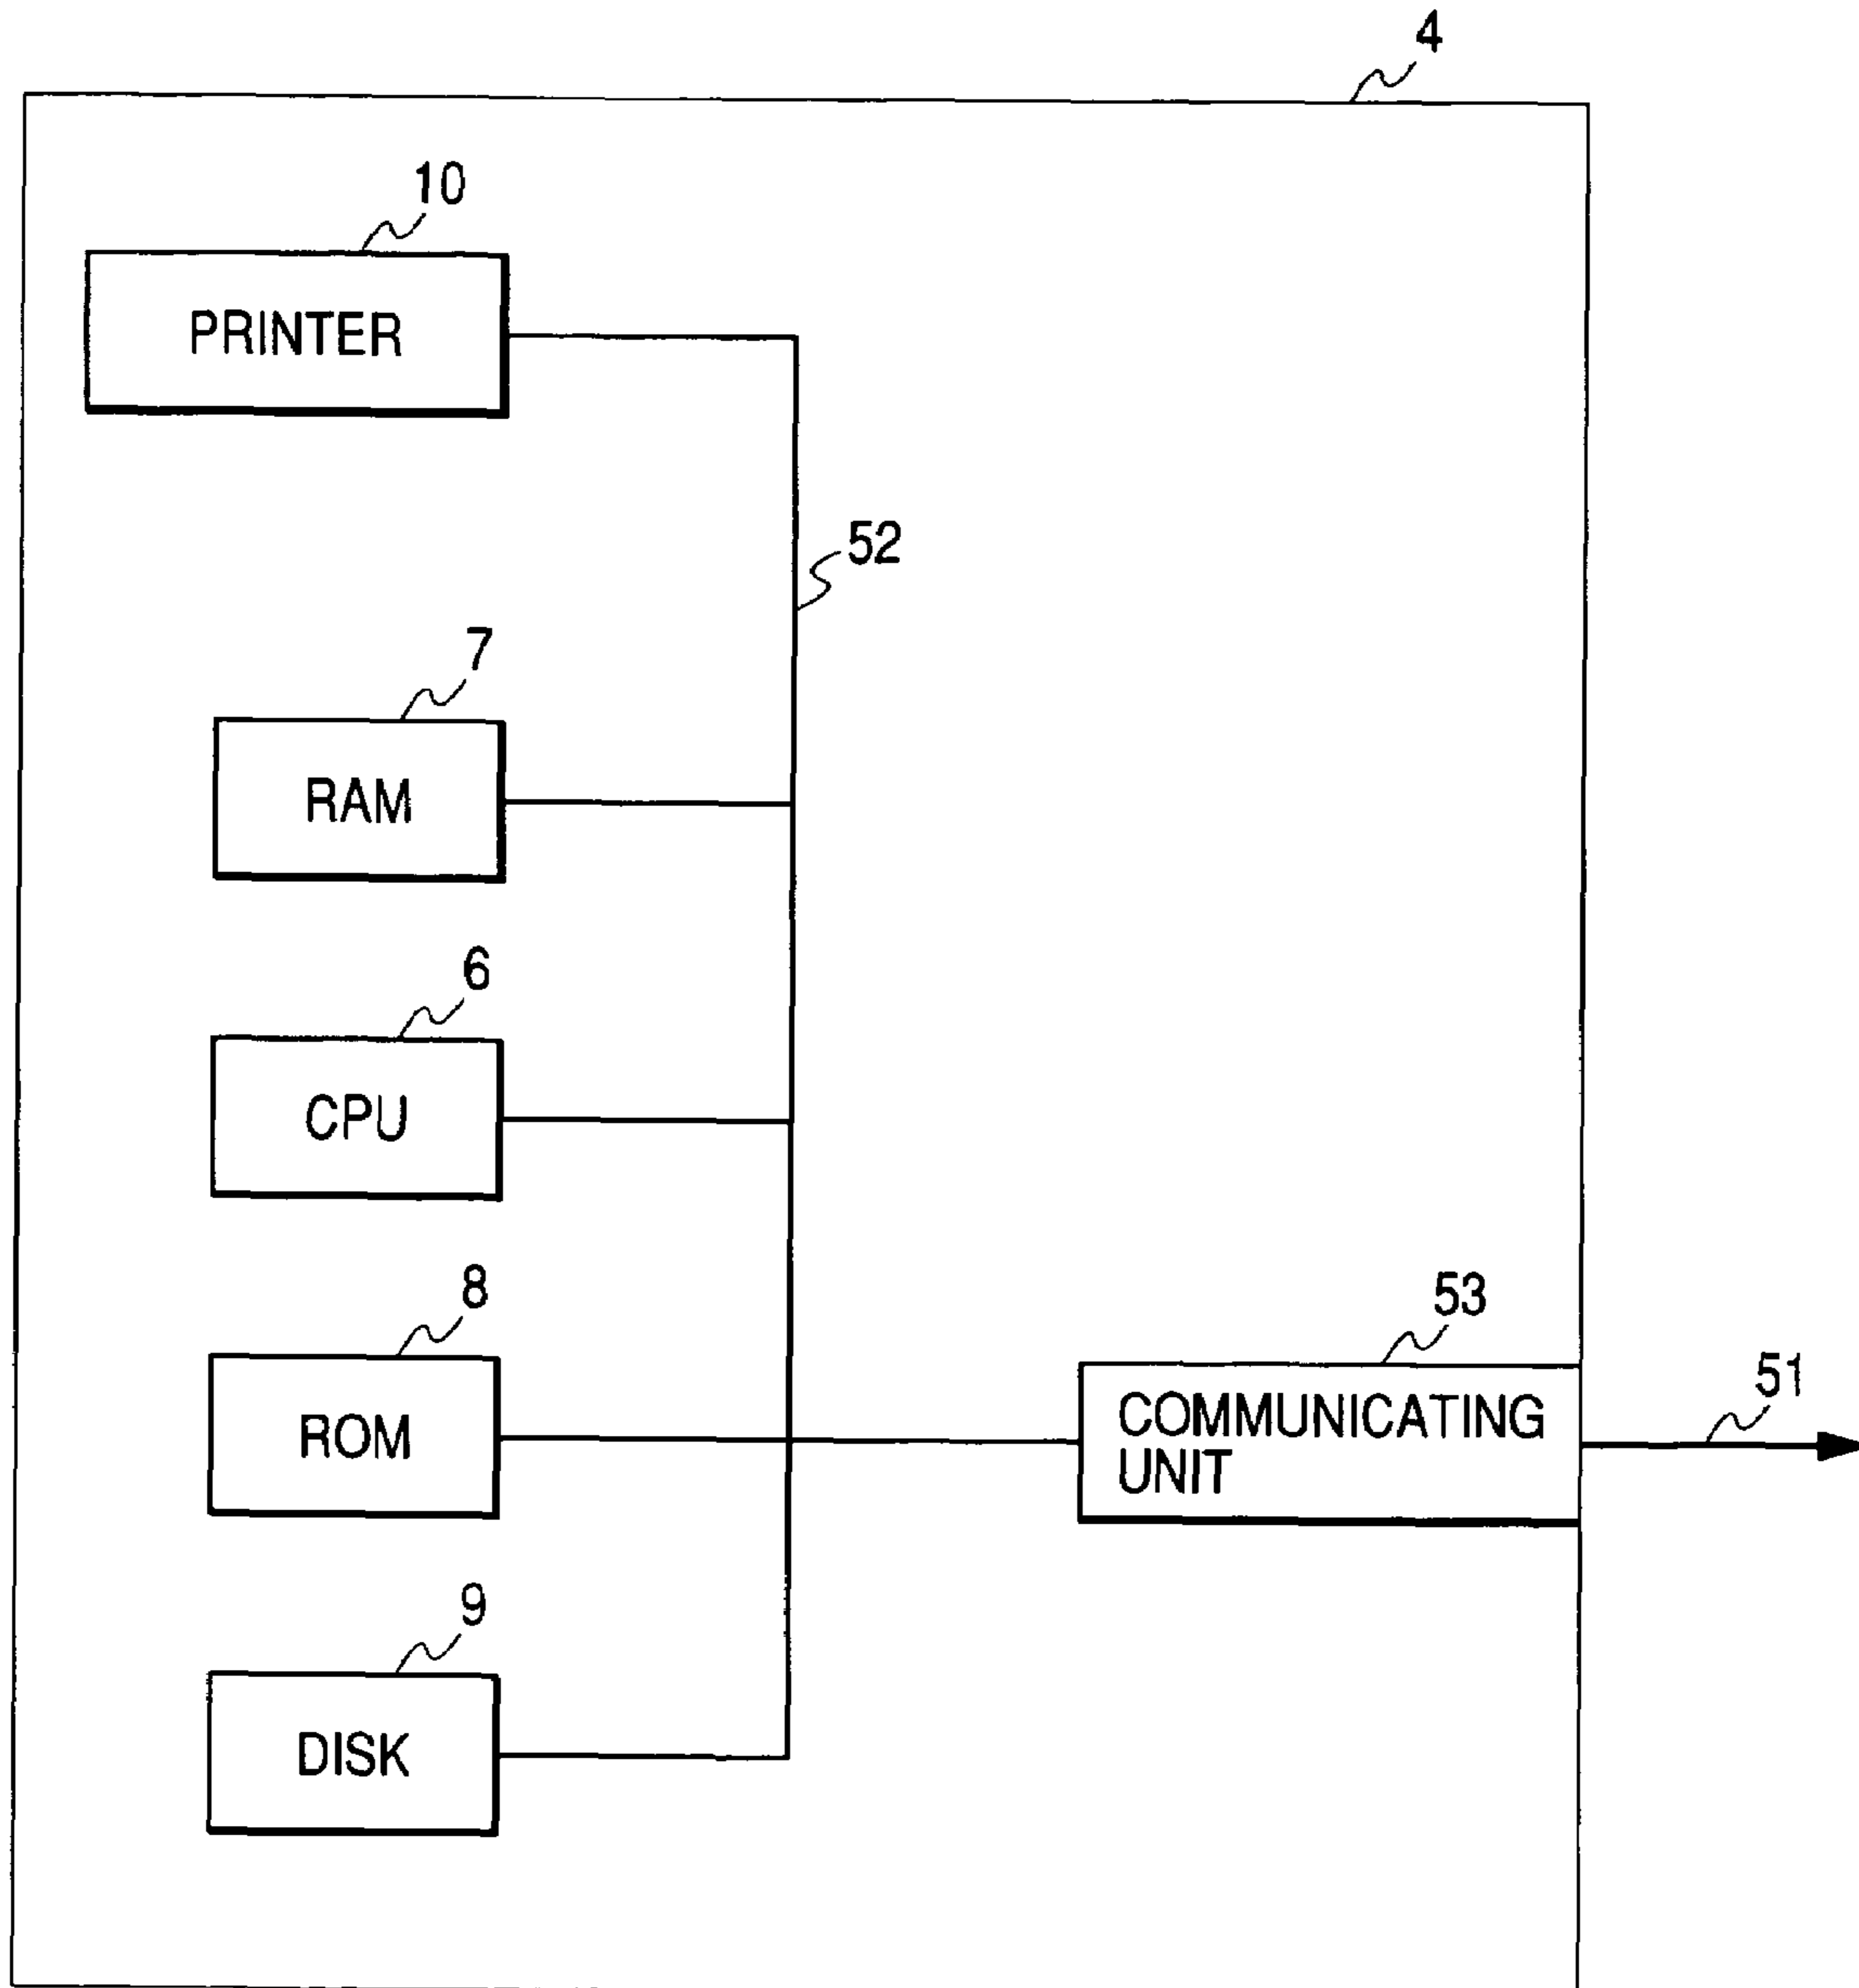 4
10
PRINTER
52
7
RAM
6
CPU
8
ROM
53
COMMUNICATING
UNIT
51
9
DISK